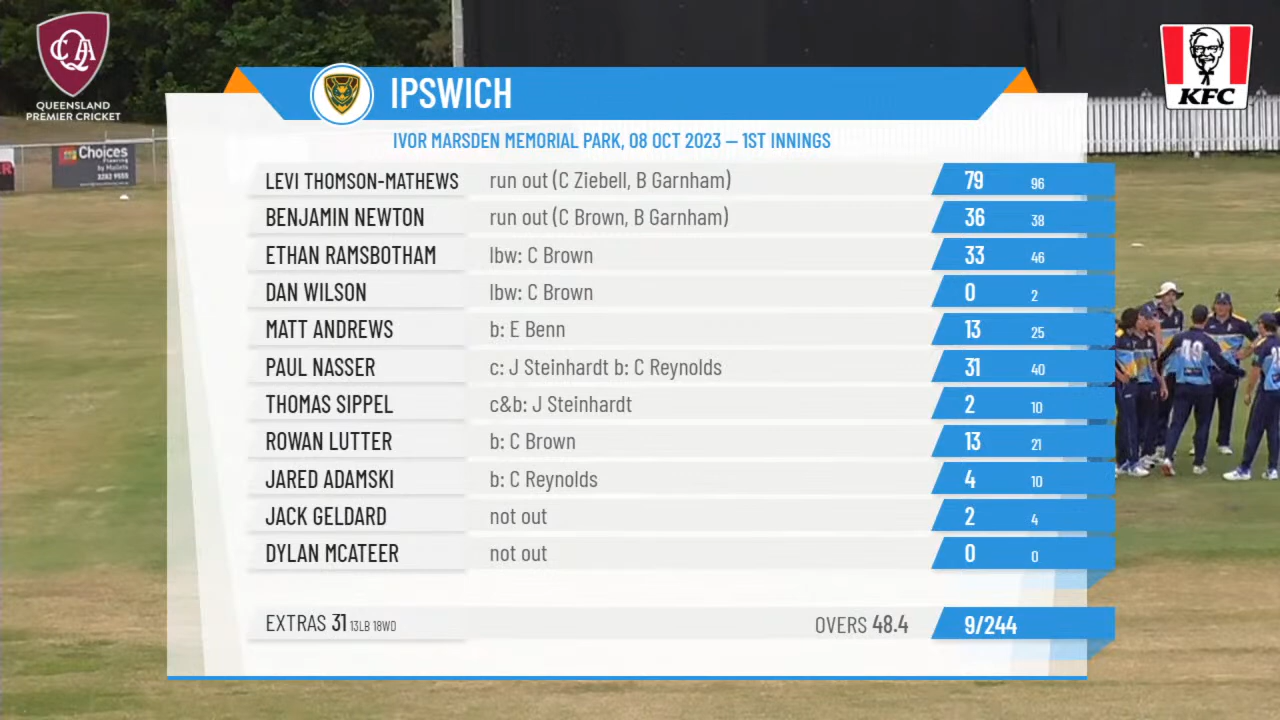 QUEENSLAND
PREMIER CRICKET
KFC
IPSWICH
IVOR MARSDEN MEMORIAL PARK, 08 OCT 2023 – 1ST INNINGS
Choices
Flooring
3282 9555
LEVI THOMSON-MATHEWS run out (C Ziebell, B Garnham) 79 96
BENJAMIN NEWTON run out (C Brown, B Garnham) 36 38
ETHAN RAMSBOTHAM lbw: C Brown 33 46
DAN WILSON lbw: C Brown 0 2
MATT ANDREWS b: E Benn 13 25
PAUL NASSER c: J Steinhardt b: C Reynolds 31 40
THOMAS SIPPEL c&b: J Steinhardt 2 10
ROWAN LUTTER b: C Brown 13 21
JARED ADAMSKI b: C Reynolds 4 10
JACK GELDARD not out 2 4
DYLAN MCATEER not out 0 0
EXTRAS 31 13LB 18WD OVERS 48.4 9/244